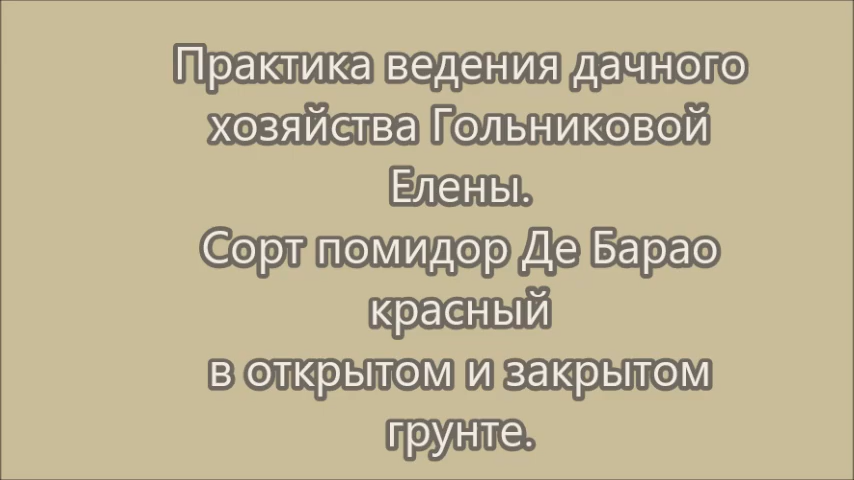 Практика ведения дачного
хозяйства Гольниковой
Елены.
Сорт помидор Де Барао
красный
в открытом и закрытом
грунте.